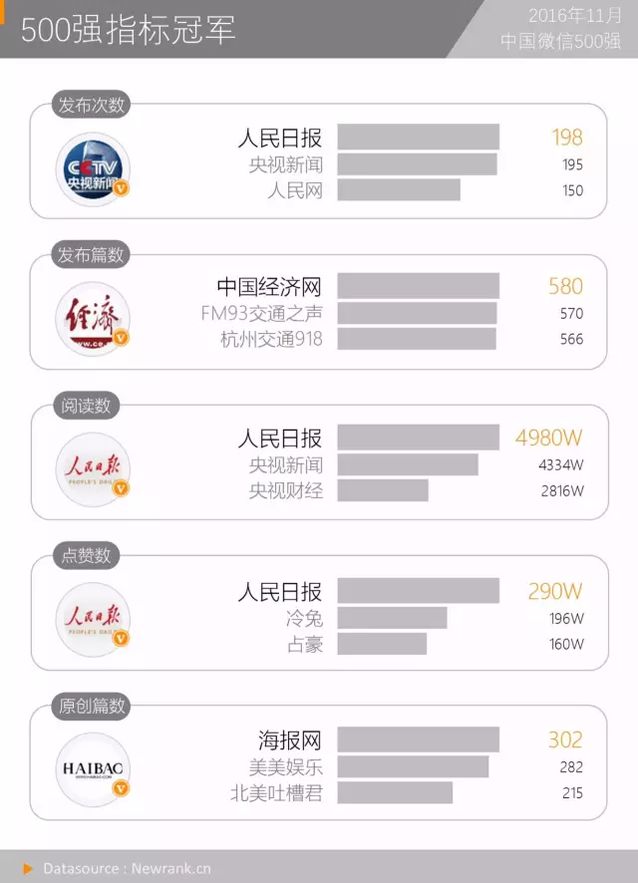 500强指标冠军
2016年11月
中国微信500强
发布次数
CCTV
央视新闻
人民日报 198
央视新闻 195
人民网 150
发布篇数
经济
www.ce.
中国经济网 580
FM93交通之声 570
杭州交通918 566
阅读数
人民日报
PEOPLE'S DAILY
人民日报 4980W
央视新闻 4334W
央视财经 2816W
点赞数
人民日报
PEOPLE'S DAILY
人民日报 290W
冷兔 196W
占豪 160W
原创篇数
HAIBAO
WWW.HAIBAO.COM
海报网 302
美美娱乐 282
北美吐槽君 215
Datasource : Newrank.cn